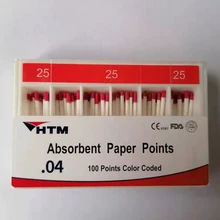 25 25 25
HTM
CE FDA
Absorbent Paper Points
.04
100 Points Color Coded